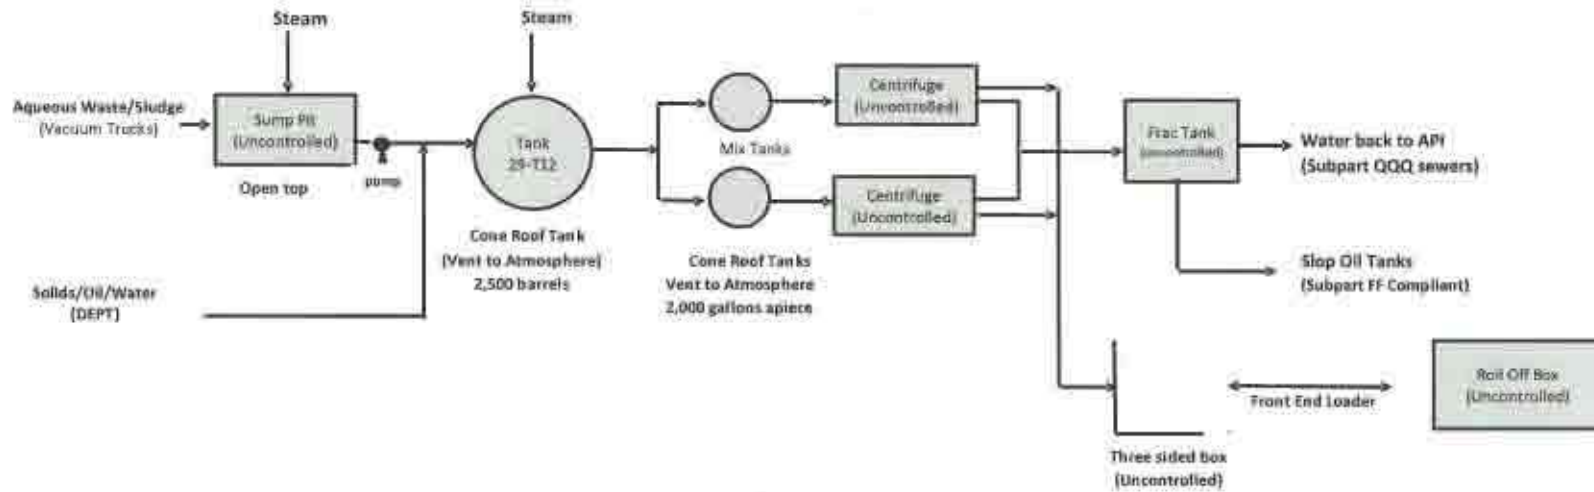 Steam
Steam
Aqueous Waste/Sludge
(Vacuum Trucks)
Sump Pit
(Uncontrolled)
Open top
pump
Solids/Oil/Water
(DEPT)
Tank
29-T12
Cone Roof Tank
(Vent to Atmosphere)
2,500 barrels
Mix Tanks
Cone Roof Tanks
Vent to Atmosphere
2,000 gallons apiece
Centrifuge
(Uncontrolled)
Centrifuge
(Uncontrolled)
Frac Tank
(uncontrolled)
Water back to API
(Subpart QQQ sewers)
Slop Oil Tanks
(Subpart FF Compliant)
Three sided box
(Uncontrolled)
Front End Loader
Roll Off Box
(Uncontrolled)